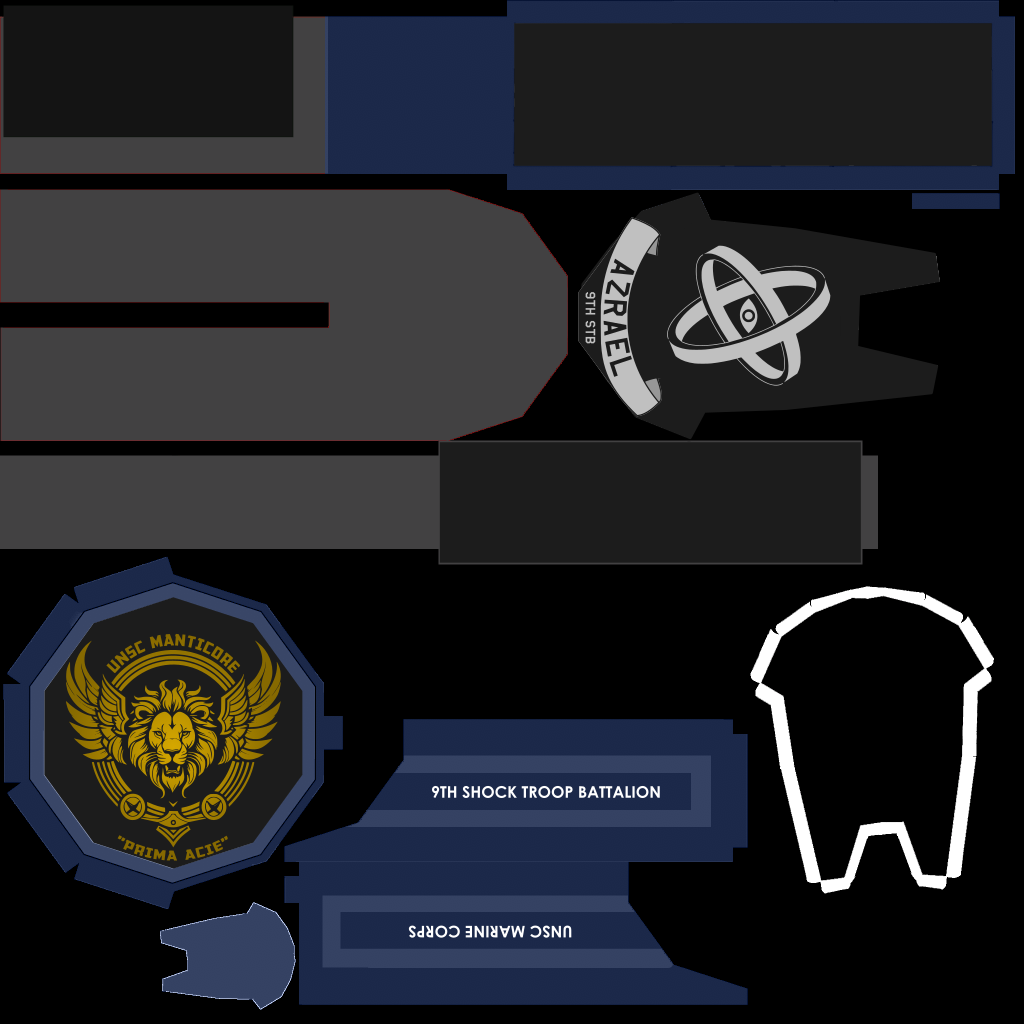 AZRAEL
9TH STB
UNSC MANTICORE
"PRIMA ACIE"
9TH SHOCK TROOP BATTALION
UNSC MARINE CORPS